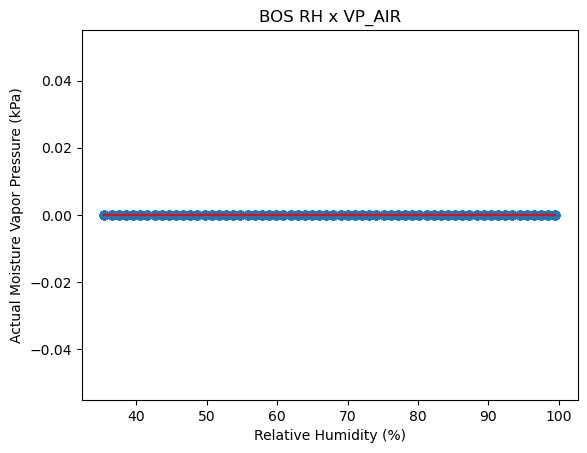 BOS RH x VP_AIR
Actual Moisture Vapor Pressure (kPa)
0.04
0.02
0.00
−0.02
−0.04
40 50 60 70 80 90 100
Relative Humidity (%)